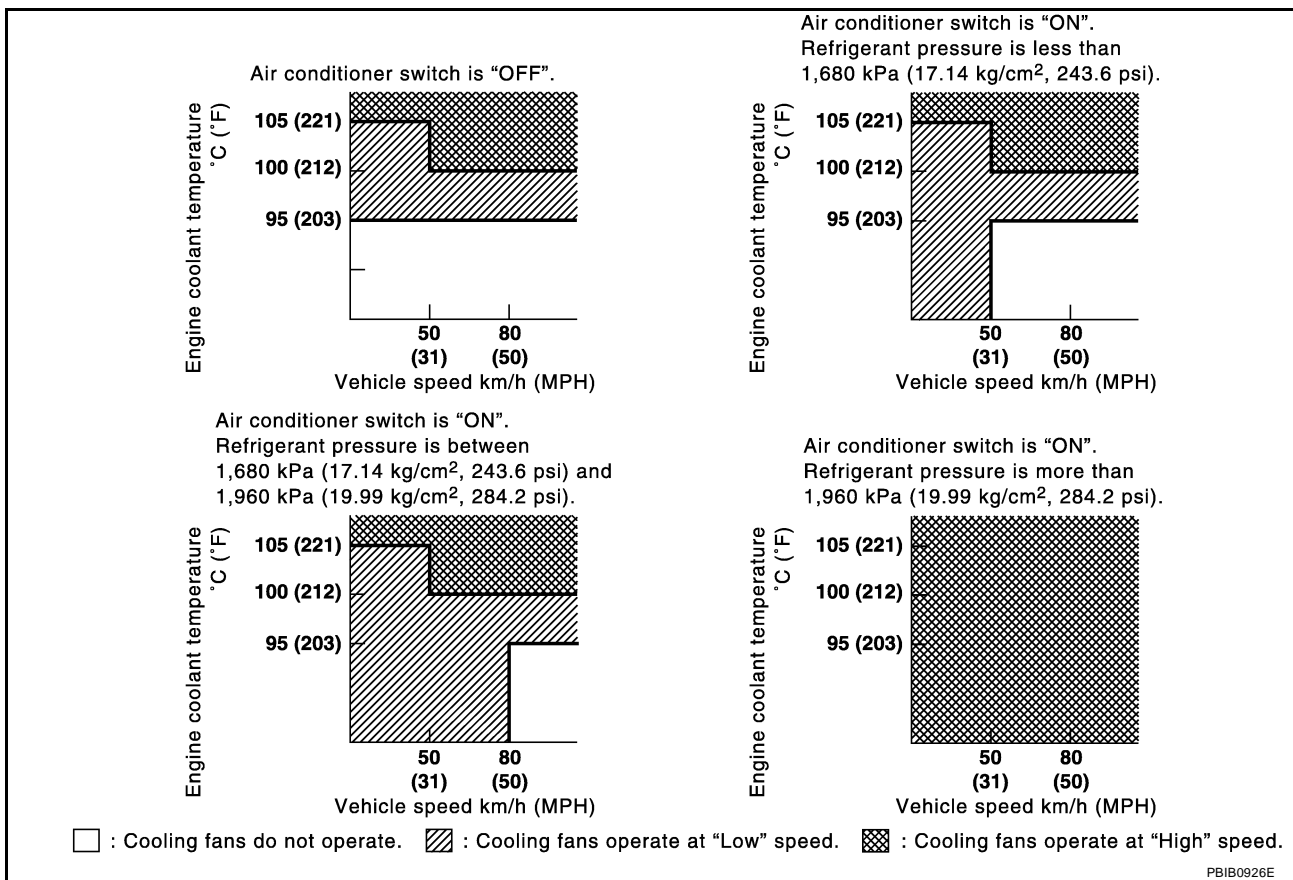 Air conditioner switch is “OFF”.
Engine coolant temperature
°C (°F)
105 (221)
100 (212)
95 (203)
50
(31)
80
(50)
Vehicle speed km/h (MPH)
Air conditioner switch is “ON”.
Refrigerant pressure is less than
1,680 kPa (17.14 kg/cm², 243.6 psi).
Engine coolant temperature
°C (°F)
105 (221)
100 (212)
95 (203)
50
(31)
80
(50)
Vehicle speed km/h (MPH)
Air conditioner switch is “ON”.
Refrigerant pressure is between
1,680 kPa (17.14 kg/cm², 243.6 psi) and
1,960 kPa (19.99 kg/cm², 284.2 psi).
Engine coolant temperature
°C (°F)
105 (221)
100 (212)
95 (203)
50
(31)
80
(50)
Vehicle speed km/h (MPH)
Air conditioner switch is “ON”.
Refrigerant pressure is more than
1,960 kPa (19.99 kg/cm², 284.2 psi).
Engine coolant temperature
°C (°F)
105 (221)
100 (212)
95 (203)
50
(31)
80
(50)
Vehicle speed km/h (MPH)
: Cooling fans do not operate.
: Cooling fans operate at “Low” speed.
: Cooling fans operate at “High” speed.
PBIB0926E